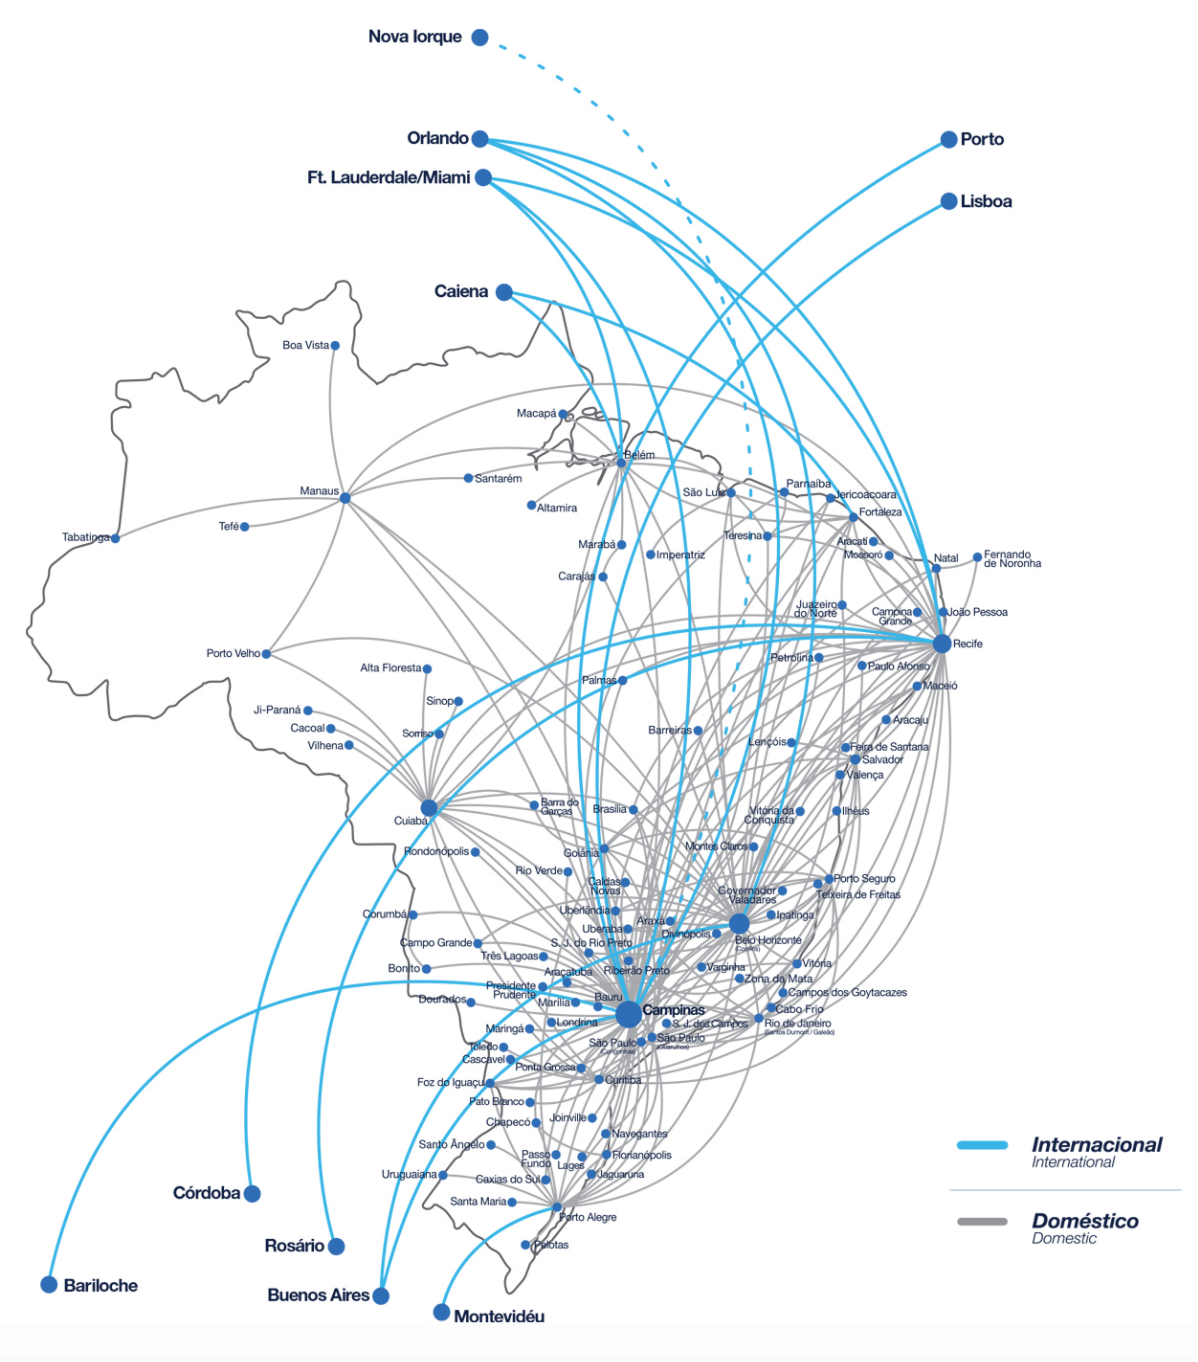 Nova Iorque
Orlando
Porto
Ft. Lauderdale/Miami
Lisboa
Caiena
Boa Vista
Macapá
Belém
Santarém
Manaus
São Luís
Parnaíba
Jericoacoara
Altamira
Fortaleza
Tefé
Tabatinga
Teresina
Aracati
Marabá
Imperatriz
Mossoró
Natal
Fernando
de Noronha
Carajás
Juazeiro
do Norte
Campina
Grande
João Pessoa
Recife
Porto Velho
Alta Floresta
Petrolina
Paulo Afonso
Palmas
Maceió
Sinop
Ji-Paraná
Cacoal
Sorriso
Barreiras
Aracaju
Vilhena
Lençóis
Feira de Santana
Salvador
Valença
Barra do
Garças
Brasília
Vitória da
Conquista
Ilhéus
Cuiabá
Rondonópolis
Goiânia
Montes Claros
Rio Verde
Caldas
Novas
Governador
Valadares
Porto Seguro
Teixeira de Freitas
Corumbá
Uberlândia
Araxá
Ipatinga
Uberaba
Divinópolis
Belo Horizonte
(Confins)
Campo Grande
S. J. do Rio Preto
Três Lagoas
Bonito
Araçatuba
Ribeirão Preto
Varginha
Vitória
Zona da Mata
Presidente
Prudente
Campos dos Goytacazes
Dourados
Marília
Bauru
Campinas
Cabo Frio
Maringá
Londrina
S. J. dos Campos
Rio de Janeiro
(Santos Dumont / Galeão)
São Paulo
(Congonhas)
São Paulo
(Guarulhos)
Toledo
Cascavel
Ponta Grossa
Foz do Iguaçu
Curitiba
Pato Branco
Chapecó
Joinville
Navegantes
Santo Ângelo
Passo
Fundo
Lages
Florianópolis
Uruguaiana
Caxias do Sul
Jaguaruna
Santa Maria
Porto Alegre
Pelotas
Córdoba
Rosário
Bariloche
Buenos Aires
Montevidéu
Internacional
International
Doméstico
Domestic